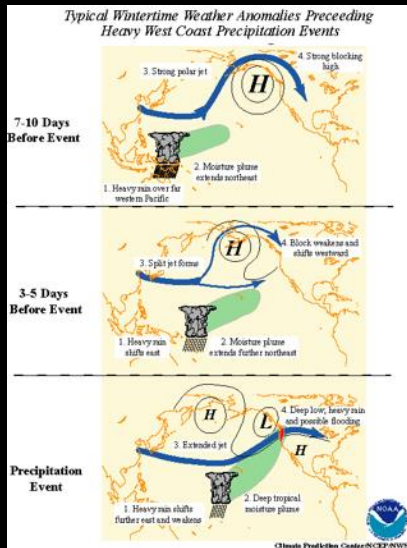 Typical Wintertime Weather Anomalies Preceeding
Heavy West Coast Precipitation Events
7-10 Days
Before Event
3. Strong polar jet
4. Strong blocking
high
H
2. Moisture plume
extends northeast
1. Heavy rain over far
western Pacific
3-5 Days
Before Event
3. Split jet forms
H
4. Block weakens and
shifts westward
1. Heavy rain
shifts east
2. Moisture plume
extends further northeast
Precipitation
Event
H
L
4. Deep low, heavy rain
and possible flooding
3. Extended jet
H
1. Heavy rain shifts
further east and weakens
2. Deep tropical
moisture plume
NOAA
Climate Prediction Center/NCEP/NWS